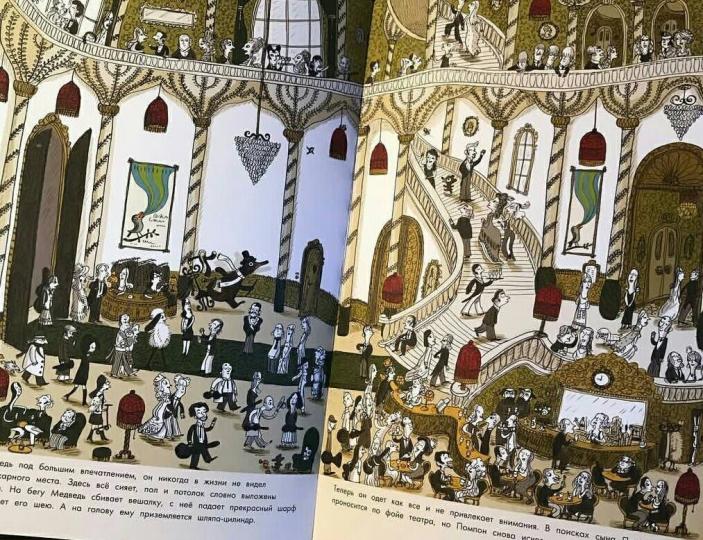 под большим впечатлением, он никогда в жизни не видел
места. Здесь всё сияет, пол и потолок словно выложены
На бегу Медведь сбивает вешалку, с неё падает прекрасный шарф
его шею. А на голову ему приземляется шляпа-цилиндр.
Теперь он одет как все и не привлекает внимания. В поисках сына
проносится по фойе театра, но Помпон снова